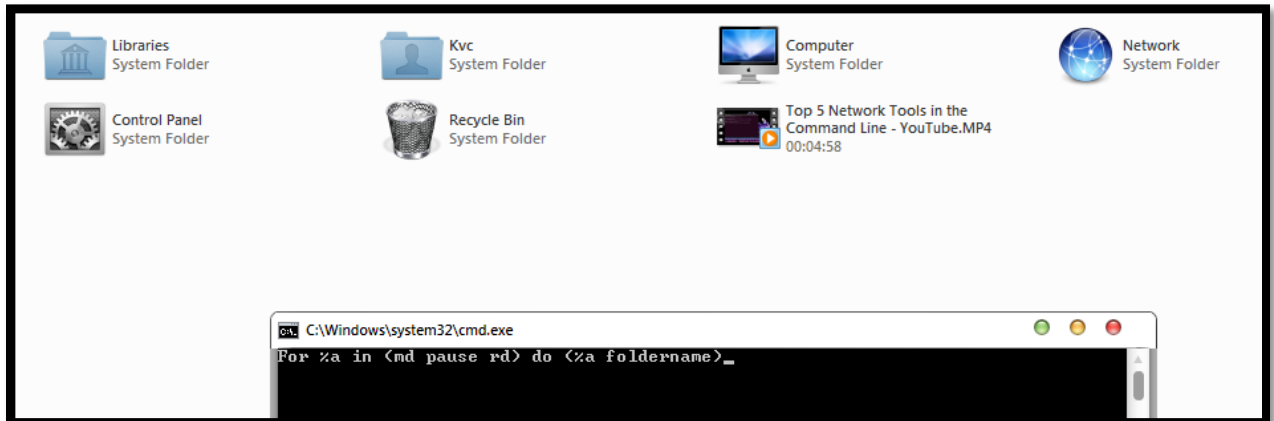 Libraries
System Folder
Kvc
System Folder
Computer
System Folder
Network
System Folder
Control Panel
System Folder
Recycle Bin
System Folder
Top 5 Network Tools in the
Command Line - YouTube.MP4
00:04:58
C:\Windows\system32\cmd.exe
For %a in (md pause rd) do (%a foldername)_